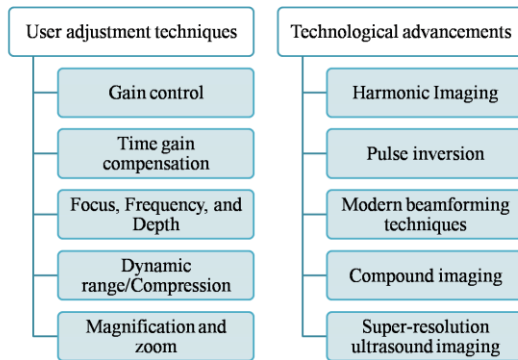 User adjustment techniques
Gain control
Time gain
compensation
Focus, Frequency, and
Depth
Dynamic
range/Compression
Magnification and
zoom
Technological advancements
Harmonic Imaging
Pulse inversion
Modern beamforming
techniques
Compound imaging
Super-resolution
ultrasound imaging